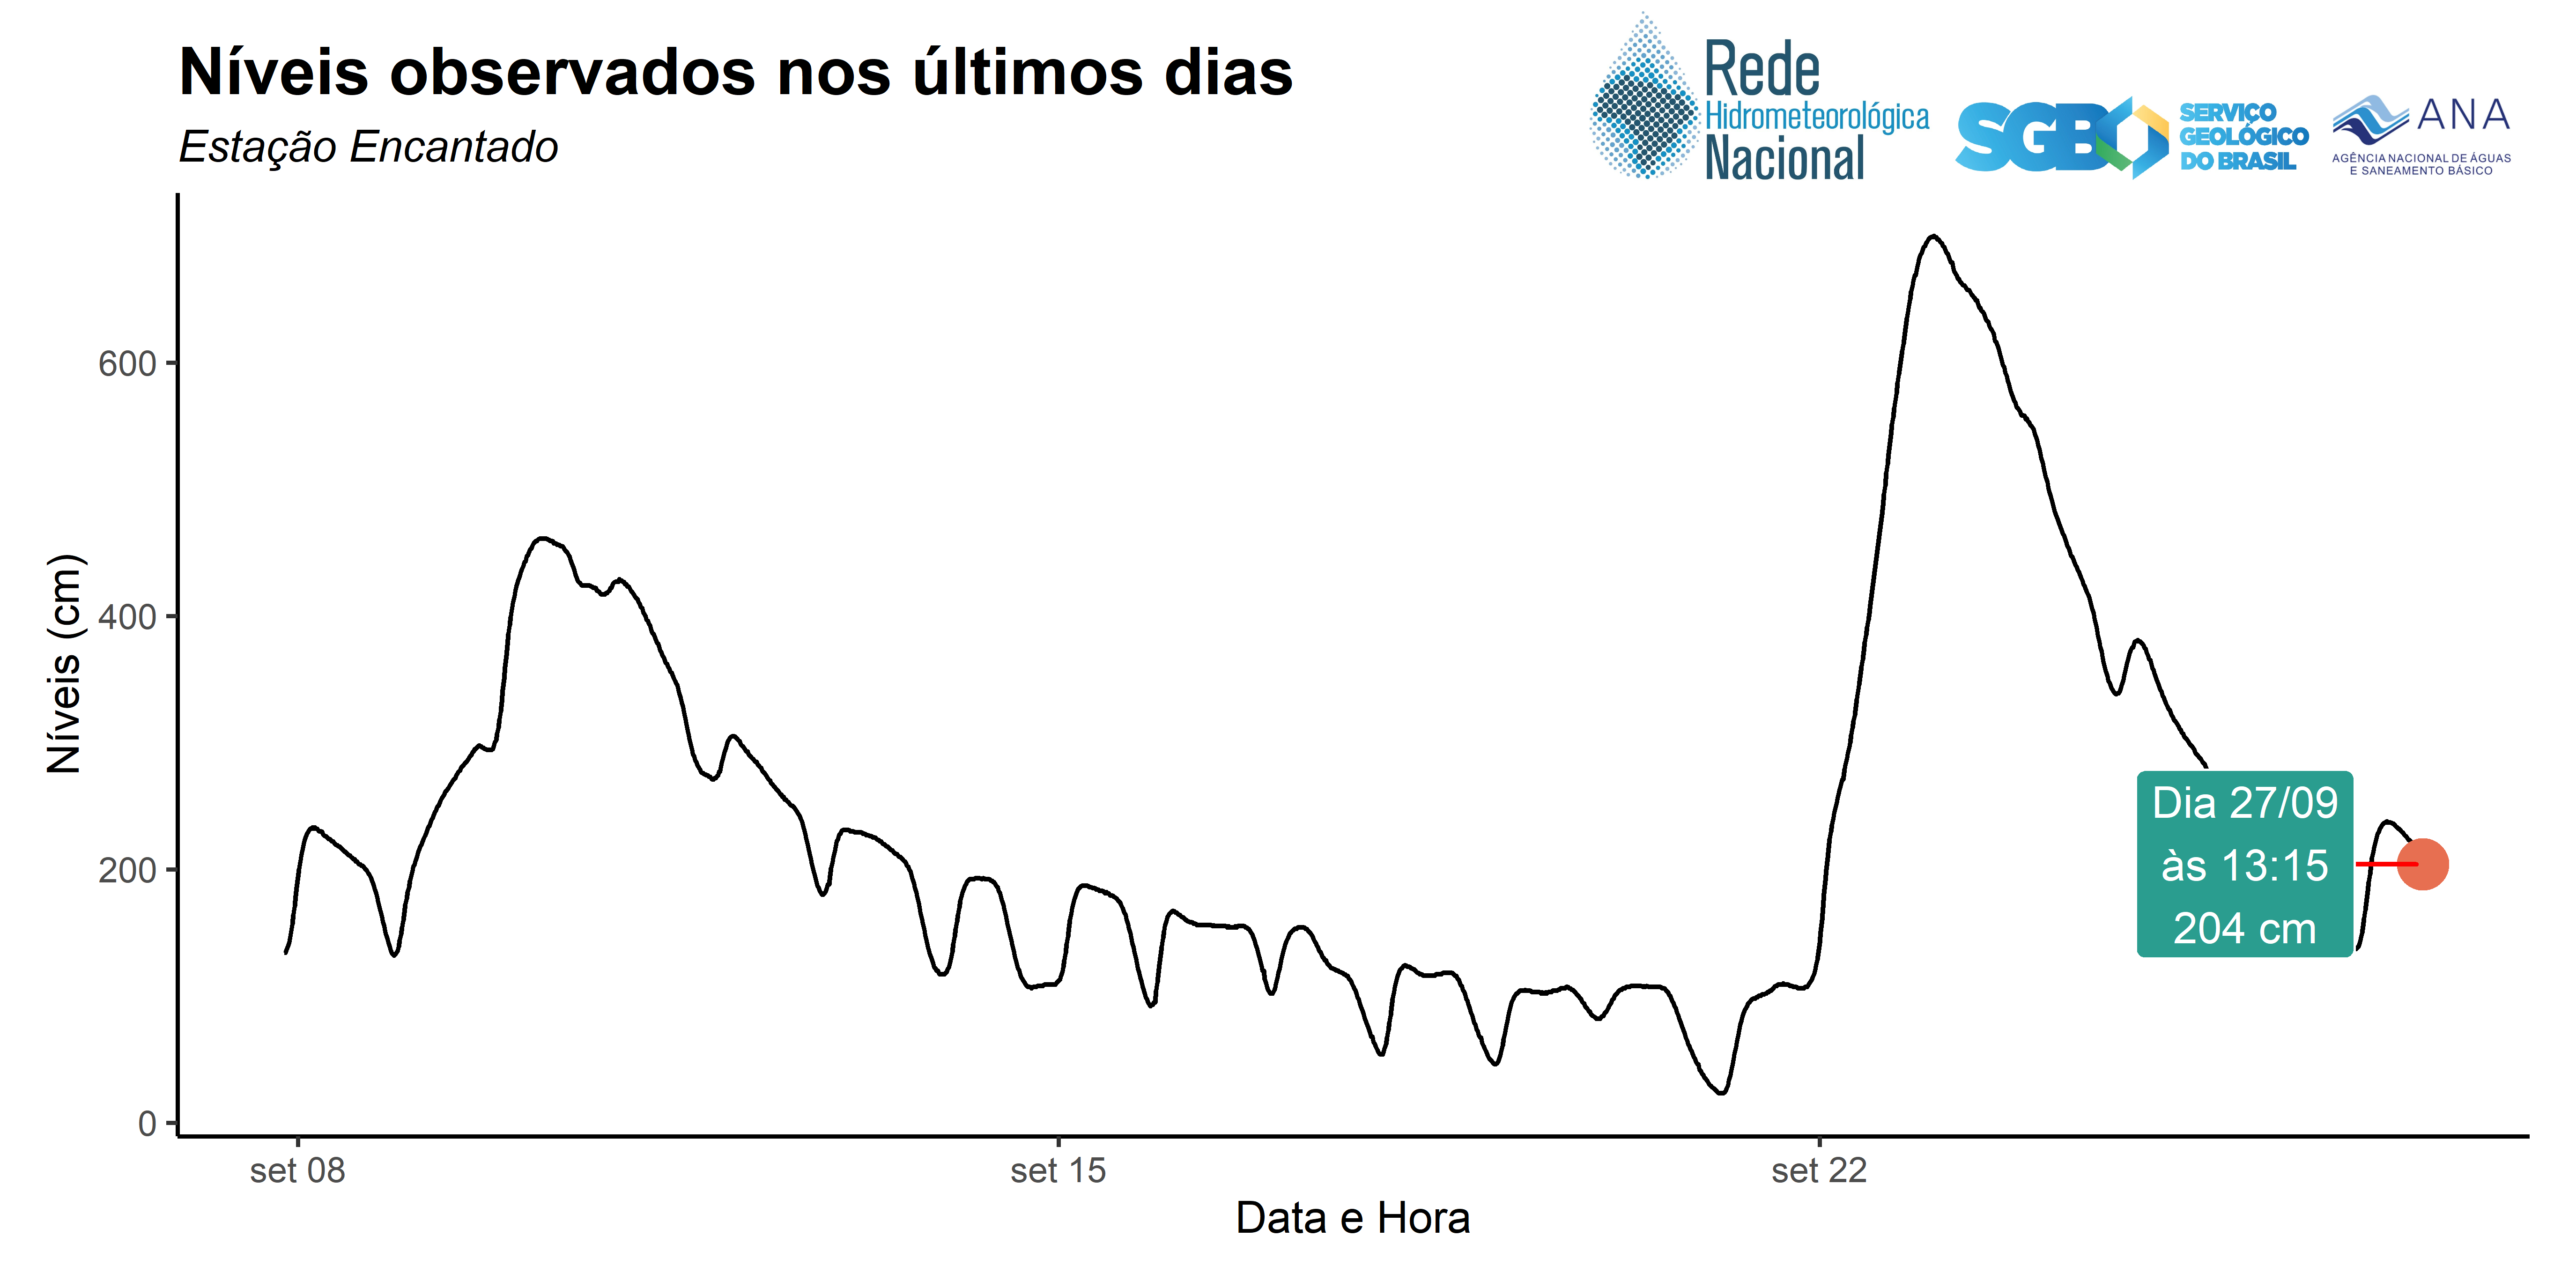 Níveis observados nos últimos dias
Estação Encantado
Rede
Hidrometeorológica
Nacional
SGB
SERVIÇO
GEOLÓGICO
DO BRASIL
ANA
AGÊNCIA NACIONAL DE ÁGUAS
E SANEAMENTO BÁSICO
Níveis (cm)
600
400
200
0
Dia 27/09
às 13:15
204 cm
set 08
set 15
set 22
Data e Hora